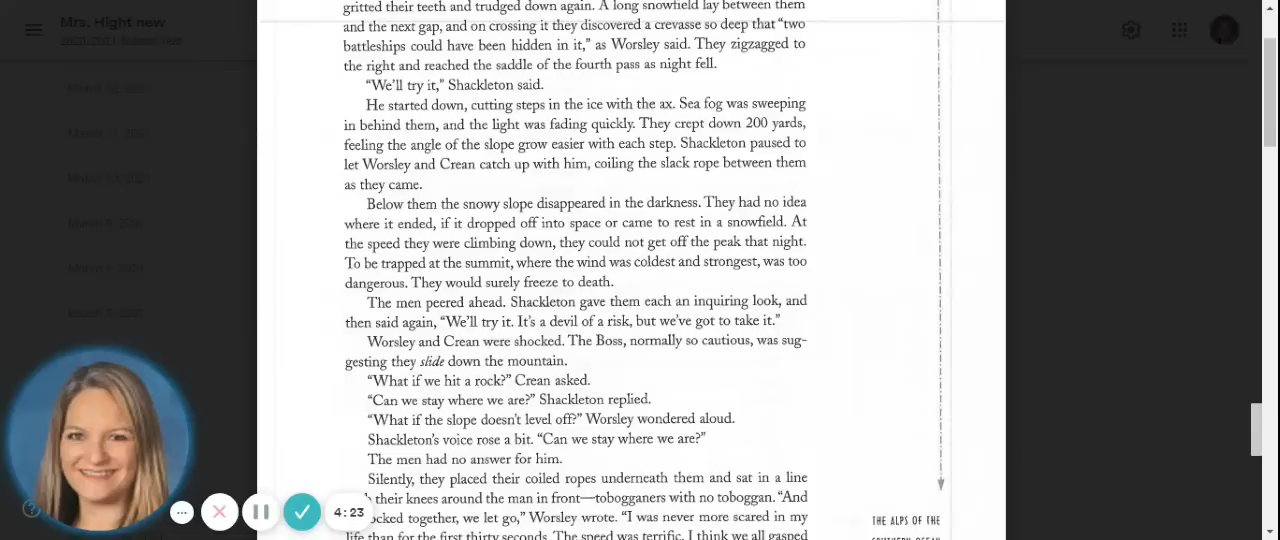 Mrs. Hight new
gritted their teeth and trudged down again. A long snowfield lay between them
and the next gap, and on crossing it they discovered a crevasse so deep that “two
battleships could have been hidden in it,” as Worsley said. They zigzagged to
the right and reached the saddle of the fourth pass as night fell.
“We’ll try it,” Shackleton said.
He started down, cutting steps in the ice with the ax. Sea fog was sweeping
in behind them, and the light was fading quickly. They crept down 200 yards,
feeling the angle of the slope grow easier with each step. Shackleton paused to
let Worsley and Crean catch up with him, coiling the slack rope between them
as they came.
Below them the snowy slope disappeared in the darkness. They had no idea
where it ended, if it dropped off into space or came to rest in a snowfield. At
the speed they were climbing down, they could not get off the peak that night.
To be trapped at the summit, where the wind was coldest and strongest, was too
dangerous. They would surely freeze to death.
The men peered ahead. Shackleton gave them each an inquiring look, and
then said again, “We’ll try it. It’s a devil of a risk, but we’ve got to take it.”
Worsley and Crean were shocked. The Boss, normally so cautious, was sug-
gesting they slide down the mountain.
“What if we hit a rock?” Crean asked.
“Can we stay where we are?” Shackleton replied.
“What if the slope doesn’t level off?” Worsley wondered aloud.
Shackleton’s voice rose a bit. “Can we stay where we are?”
The men had no answer for him.
Silently, they placed their coiled ropes underneath them and sat in a line
their knees around the man in front—tobogganers with no toboggan. “And
together, we let go,” Worsley wrote. “I was never more scared in my
life than for the first thirty seconds. The speed was terrific. I think we all gasped
4:23
THE ALPS OF THE
SOUTHERN OCEAN